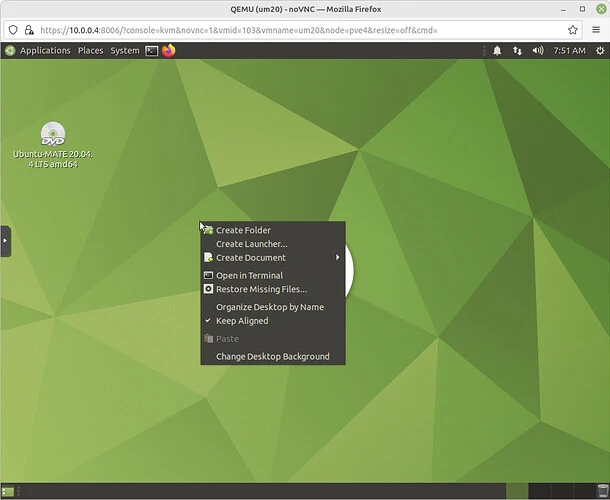 QEMU (um20) - noVNC — Mozilla Firefox
https://10.0.0.4:8006/?console=kvm&novnc=1&vmid=103&vmname=um20&node=pve4&resize=off&cmd=
Applications Places System 7:51 AM
DVD
Ubuntu-MATE 20.04.
4 LTS amd64
Create Folder
Create Launcher...
Create Document
Open in Terminal
Restore Missing Files...
Organize Desktop by Name
Keep Aligned
Paste
Change Desktop Background